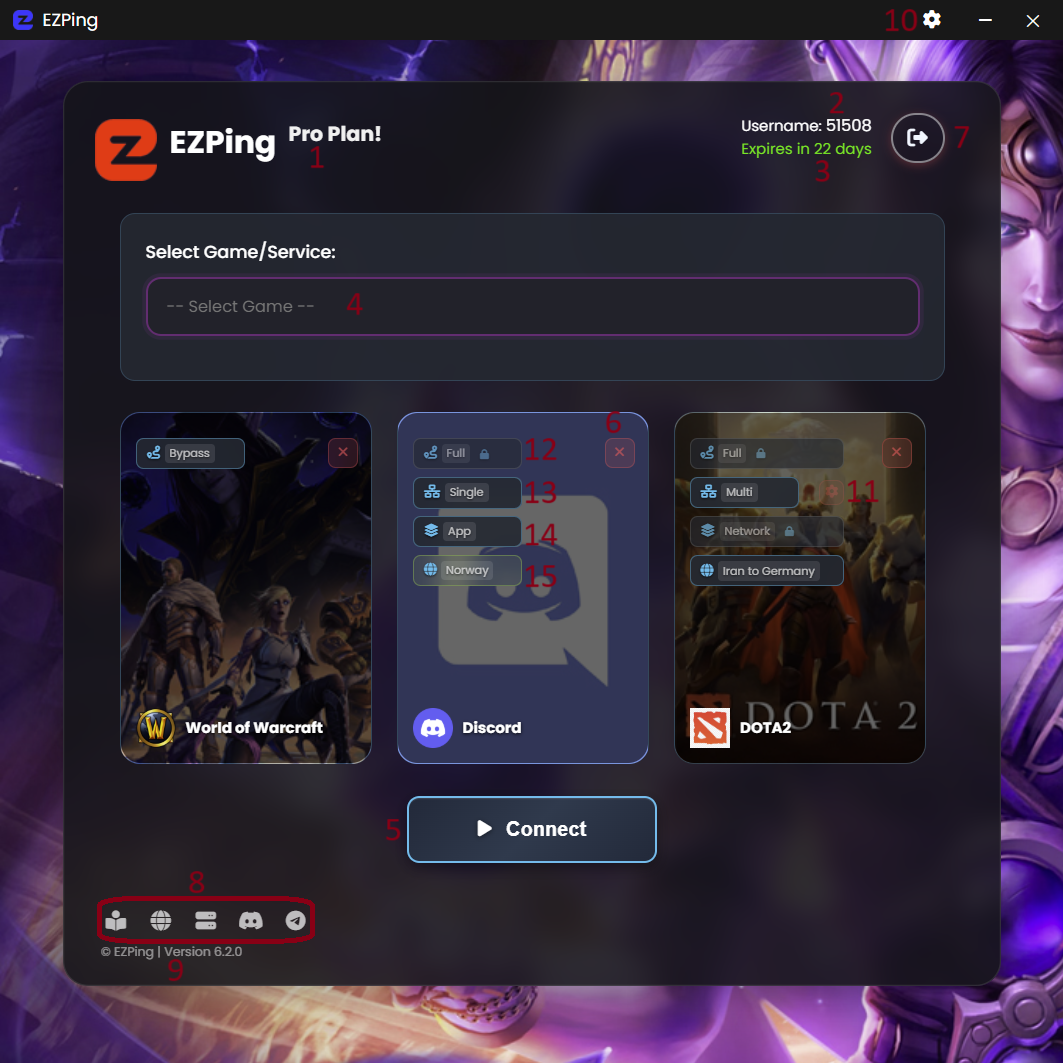 EZPing
10
EZPing Pro Plan!
1
2
Username: 51508
Expires in 22 days
3
7
Select Game/Service:
-- Select Game -- 4
Bypass
World of Warcraft
6
Full 12
Single 13
App 14
Norway 15
Discord
Full
Multi 11
Network
Iran to Germany
DOTA 2
DOTA2
5 Connect
8
© EZPing | Version 6.2.0
9